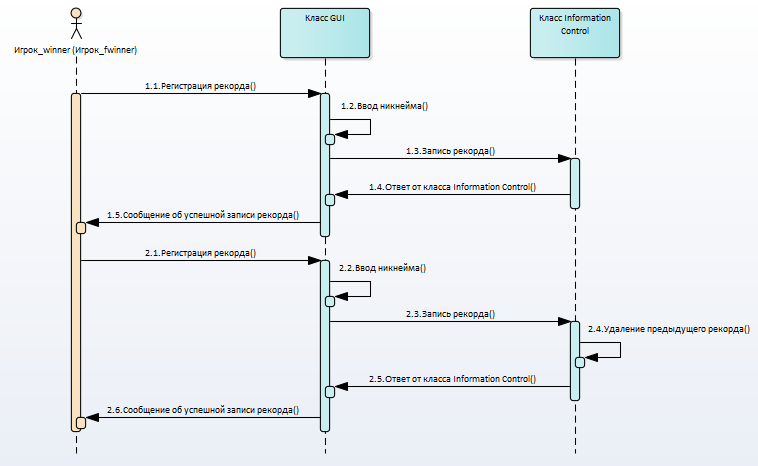 Класс GUI
Класс Information
Control
Игрок_winner (Игрок_fwinner)
1.1.Регистрация рекорда()
1.2.Ввод никнейма()
1.3.Запись рекорда()
1.4.Ответ от класса Information Control()
1.5.Сообщение об успешной записи рекорда()
2.1.Регистрация рекорда()
2.2.Ввод никнейма()
2.3.Запись рекорда()
2.4.Удаление предыдущего рекорда()
2.5.Ответ от класса Information Control()
2.6.Сообщение об успешной записи рекорда()